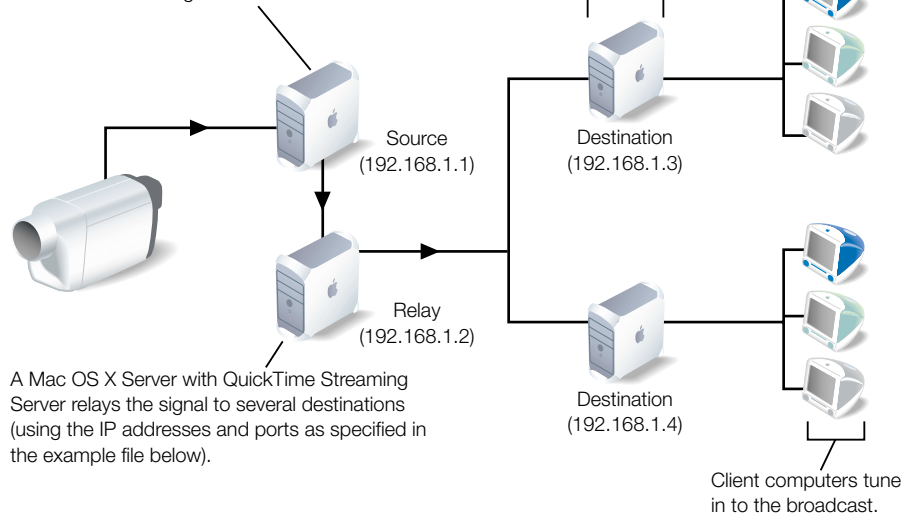 Source
(192.168.1.1)
Destination
(192.168.1.3)
Relay
(192.168.1.2)
A Mac OS X Server with QuickTime Streaming
Server relays the signal to several destinations
(using the IP addresses and ports as specified in
the example file below).
Destination
(192.168.1.4)
Client computers tune
in to the broadcast.